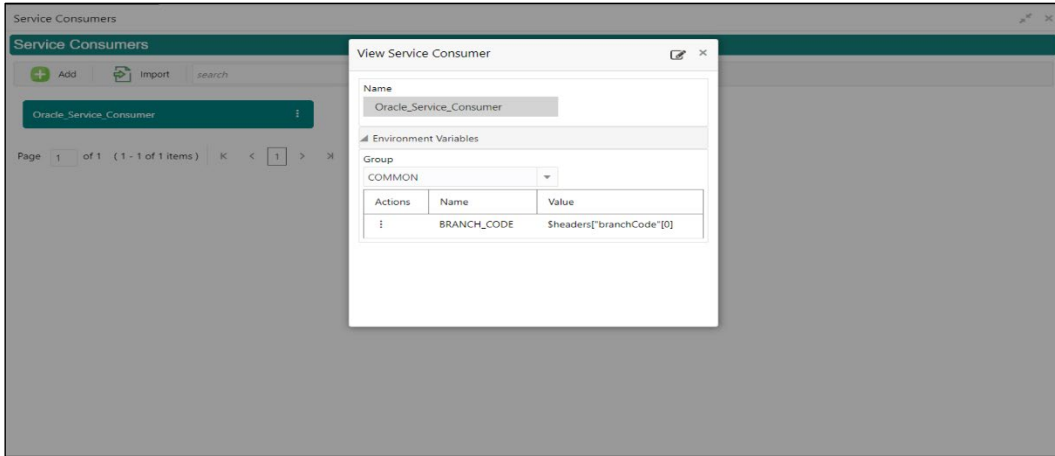 Service Consumers
Service Consumers
Add Import search
Oracle_Service_Consumer
Page 1 of 1 (1 - 1 of 1 items) K < 1 > >|
View Service Consumer ×
Name
Oracle_Service_Consumer
Environment Variables
Group
COMMON
Actions Name Value
BRANCH_CODE $headers["branchCode"[0]